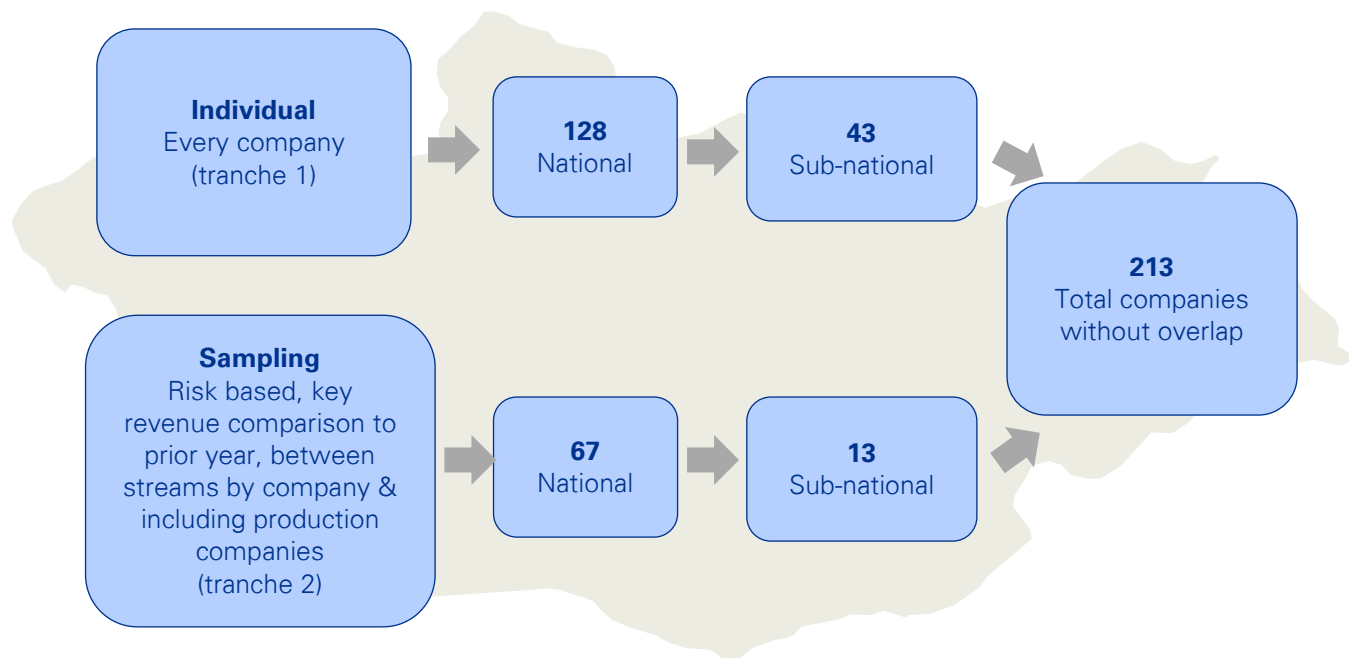 Individual
Every company
(tranche 1)
128
National
43
Sub-national
213
Total companies
without overlap
Sampling
Risk based, key
revenue comparison to
prior year, between
streams by company &
including production
companies
(tranche 2)
67
National
13
Sub-national